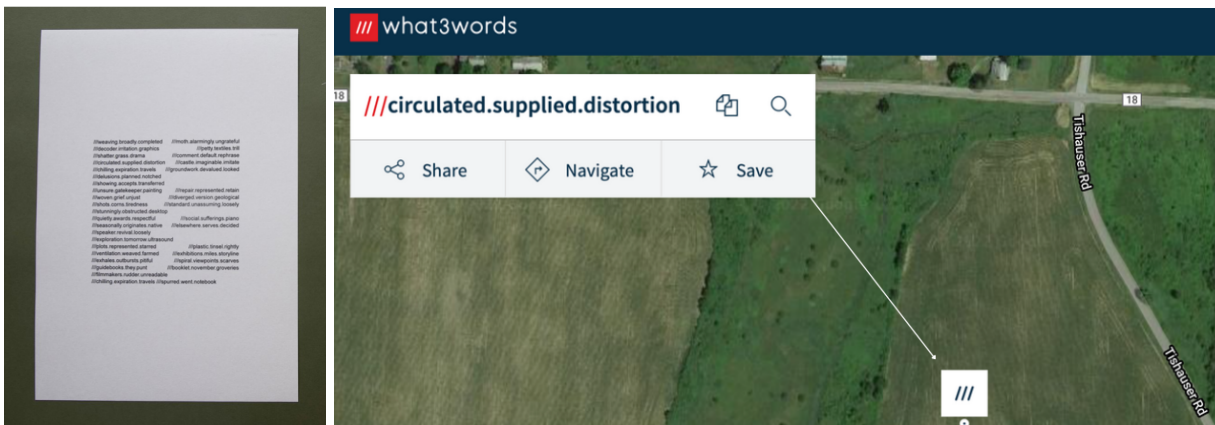 ///weaving.broadly.completed ///moth.alarmingly.ungrateful
///decoder.irritation.graphics ///petty.textiles.trill
///shatter.grass.drama ///comment.default.rephrase
///circulated.supplied.distortion ///castle.imaginable.imitate
///chilling.expiration.travels ///groundwork.devalued.looked
///delusions.planned.notched
///showing.accepts.transferred
///unsure.gatekeeper.painting ///repair.represented.retain
///woven.grief.unjust ///diverged.version.geological
///shots.corns.tiredness ///standard.unassuming.loosely
///stunningly.obstructed.desktop
///quietly.awards.respectful ///social.sufferings.piano
///seasonally.originates.native ///elsewhere.serves.decided
///speaker.revival.loosely
///exploration.tomorrow.ultrasound
///plots.represented.starred ///plastic.tinsel.rightly
///ventilation.weaved.farmed ///exhibitions.miles.storyline
///exhales.outbursts.pitiful ///spiral.viewpoints.scarves
///guidebooks.they.punt ///booklet.november.groveries
///filmmakers.rudder.unreadable
///chilling.expiration.travels ///spurred.went.notebook
/// what3words
18
///circulated.supplied.distortion
18
Share Navigate Save
Tishauser Rd
///
Tishauser Rd